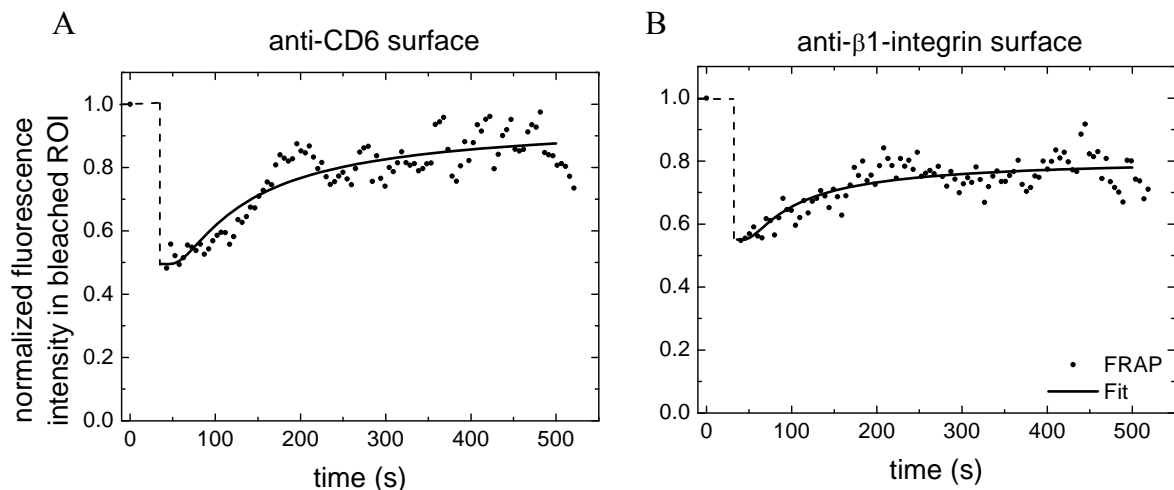 A
anti-CD6 surface
normalized fluorescence
intensity in bleached ROI
1.0
0.8
0.6
0.4
0.2
0.0
0 100 200 300 400 500
time (s)
B
anti-β1-integrin surface
1.0
0.8
0.6
0.4
0.2
0.0
FRAP
Fit
0 100 200 300 400 500
time (s)